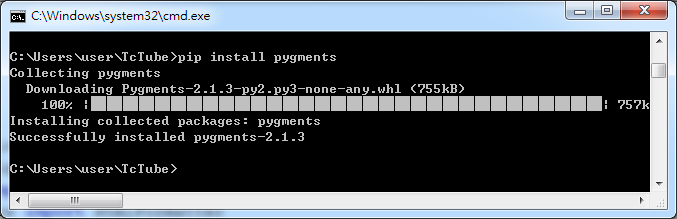 C:\Windows\system32\cmd.exe
C:\Users\user\TcTube>pip install pygments
Collecting pygments
Downloading Pygments-2.1.3-py2.py3-none-any.whl (755kB)
100% 757k
Installing collected packages: pygments
Successfully installed pygments-2.1.3
C:\Users\user\TcTube>